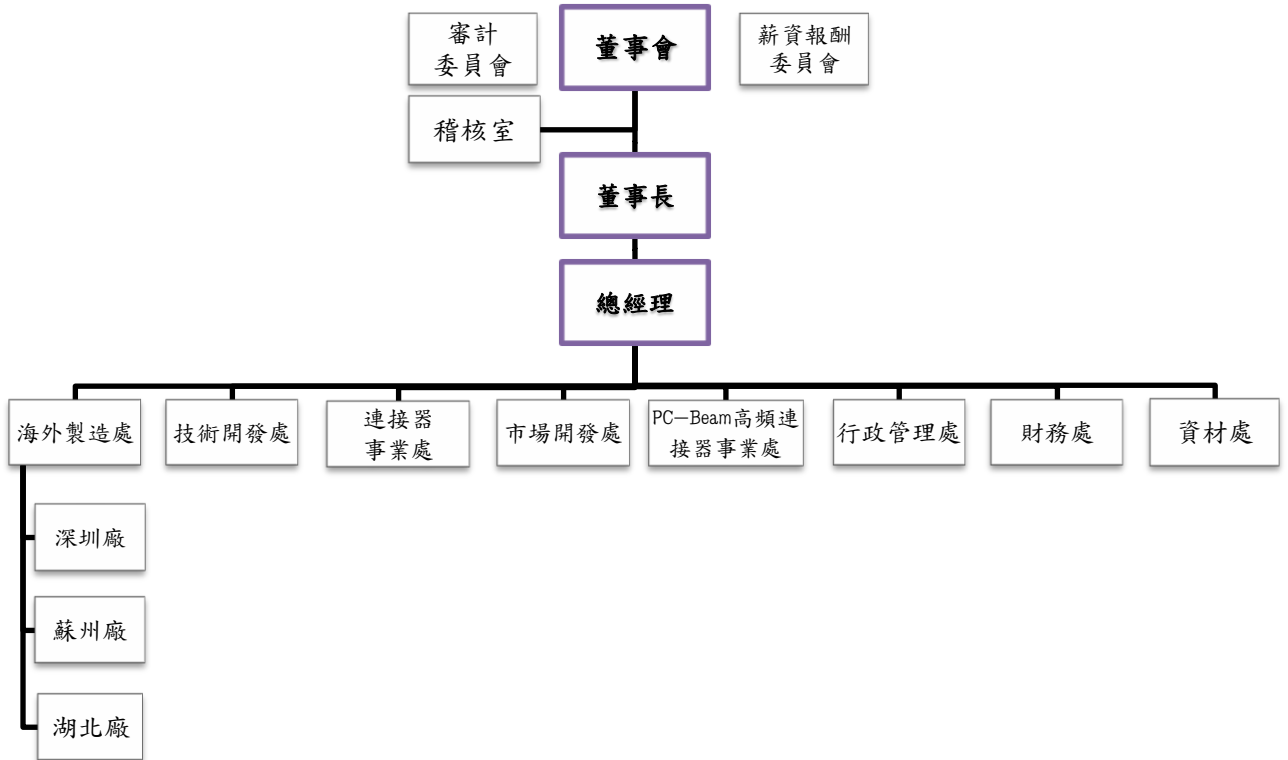 審計
委員會
董事會
薪資報酬
委員會
稽核室
董事長
總經理
海外製造處
技術開發處
連接器
事業處
市場開發處
PC－Beam高頻連
接器事業處
行政管理處
財務處
資材處
深圳廠
蘇州廠
湖北廠